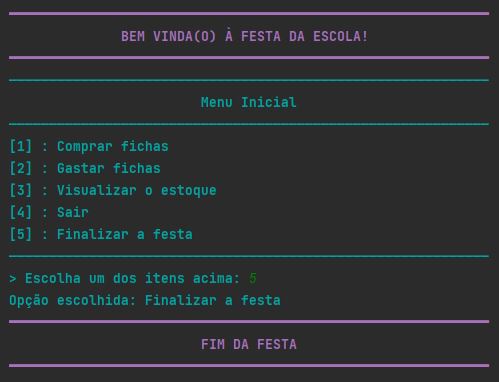 BEM VINDA(O) À FESTA DA ESCOLA!
Menu Inicial
[1] : Comprar fichas
[2] : Gastar fichas
[3] : Visualizar o estoque
[4] : Sair
[5] : Finalizar a festa
> Escolha um dos itens acima: 5
Opção escolhida: Finalizar a festa
FIM DA FESTA